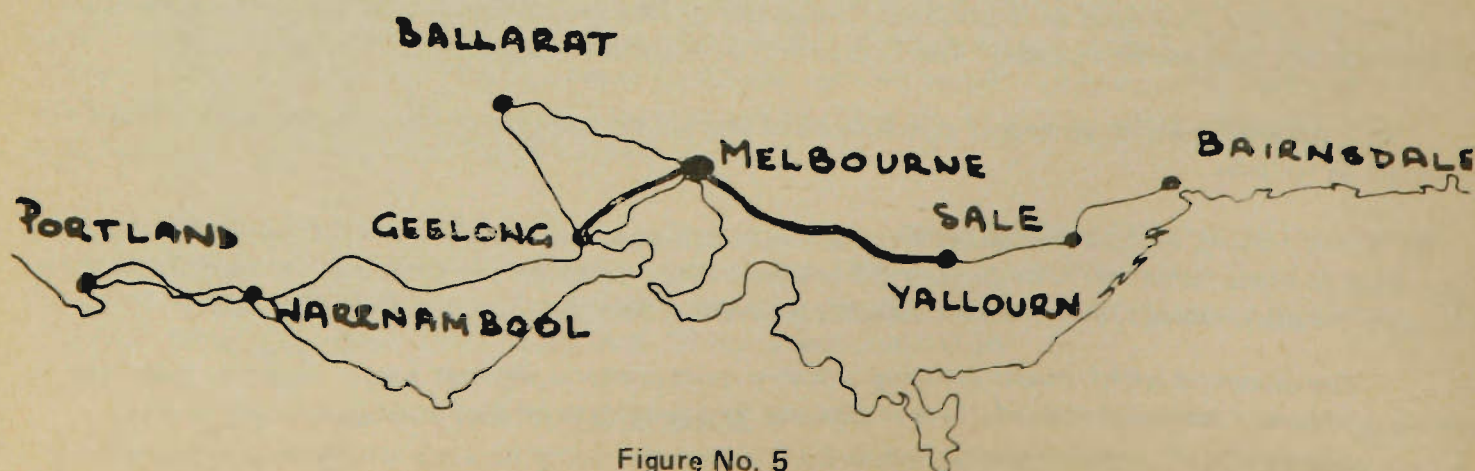 BALLARAT
MELBOURNE
BAIRNSDALE
PORTLAND
GEELONG
SALE
WARRNAMBOOL
YALLOURN
Figure No. 5